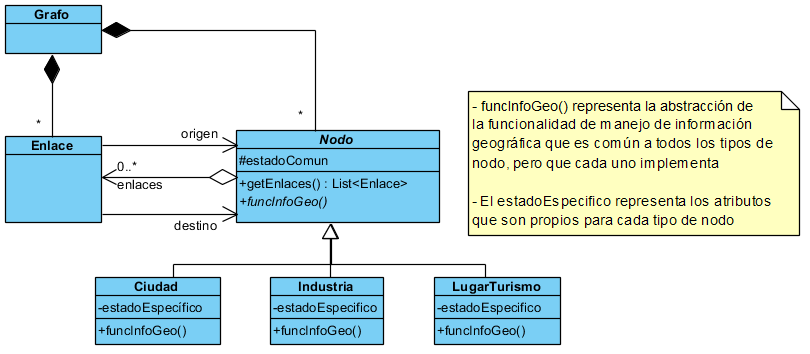 Grafo
*
*
origen
Enlace
0..*
enlaces
destino
Nodo
#estadoComun
+getEnlaces() : List<Enlace>
+funcInfoGeo()
- funcInfoGeo() representa la abstracción de
la funcionalidad de manejo de información
geográfica que es común a todos los tipos de
nodo, pero que cada uno implementa
- El estadoEspecifico representa los atributos
que son propios para cada tipo de nodo
Ciudad
-estadoEspecífico
+funcInfoGeo()
Industria
-estadoEspecifico
+funcInfoGeo()
LugarTurismo
-estadoEspecifico
+funcInfoGeo()